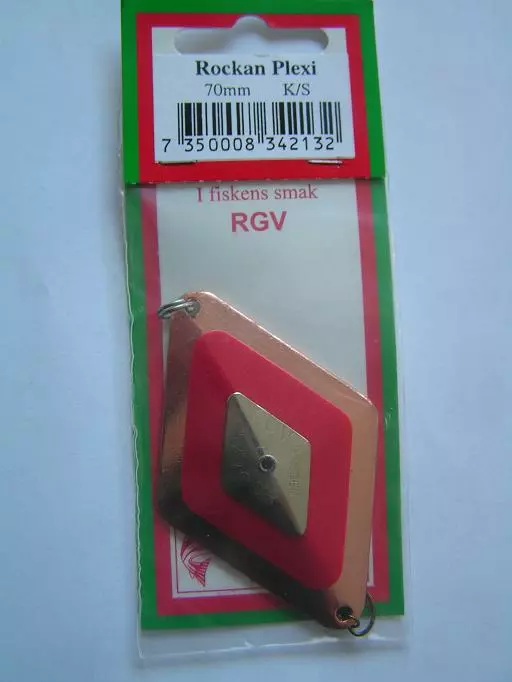 Rockan Plexi
70mm K/S
7 350008 342132
I fiskens smak
RGV